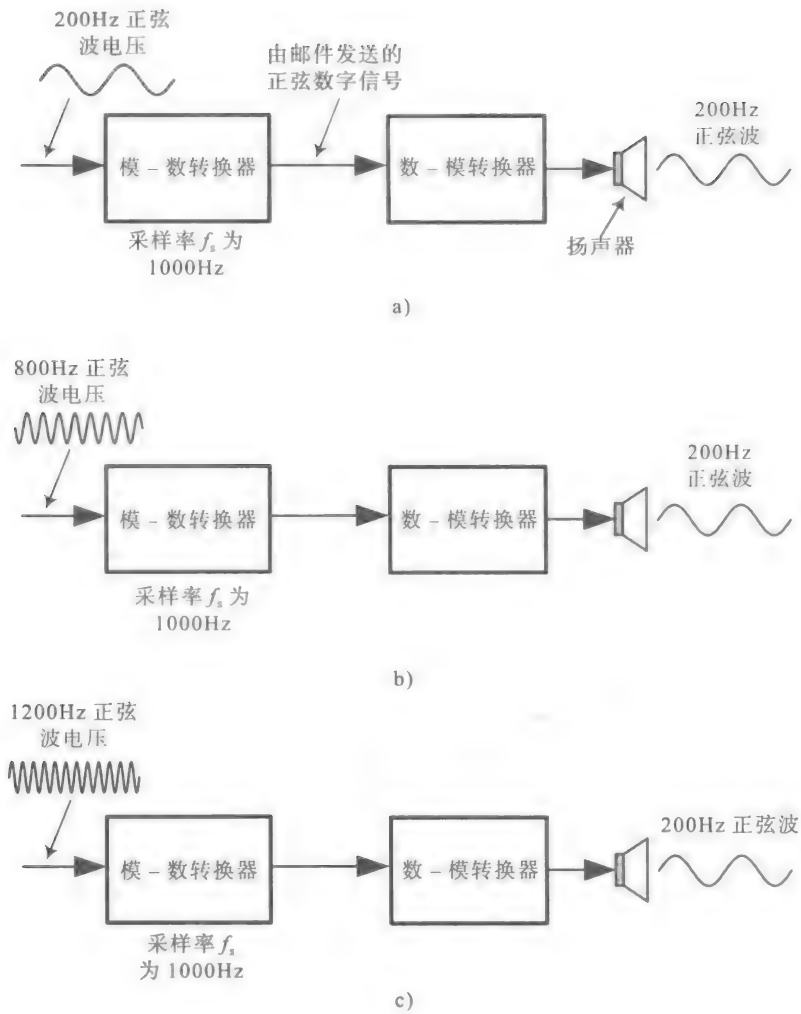 200Hz 正弦
波电压
由邮件发送的
正弦数字信号
200Hz
正弦波
模－数转换器
数－模转换器
扬声器
采样率 fs 为
1000Hz
a)
800Hz 正弦
波电压
200Hz
正弦波
模－数转换器
数－模转换器
采样率 fs 为
1000Hz
b)
1200Hz 正弦
波电压
200Hz 正弦波
模－数转换器
数－模转换器
采样率 fs
为 1000Hz
c)